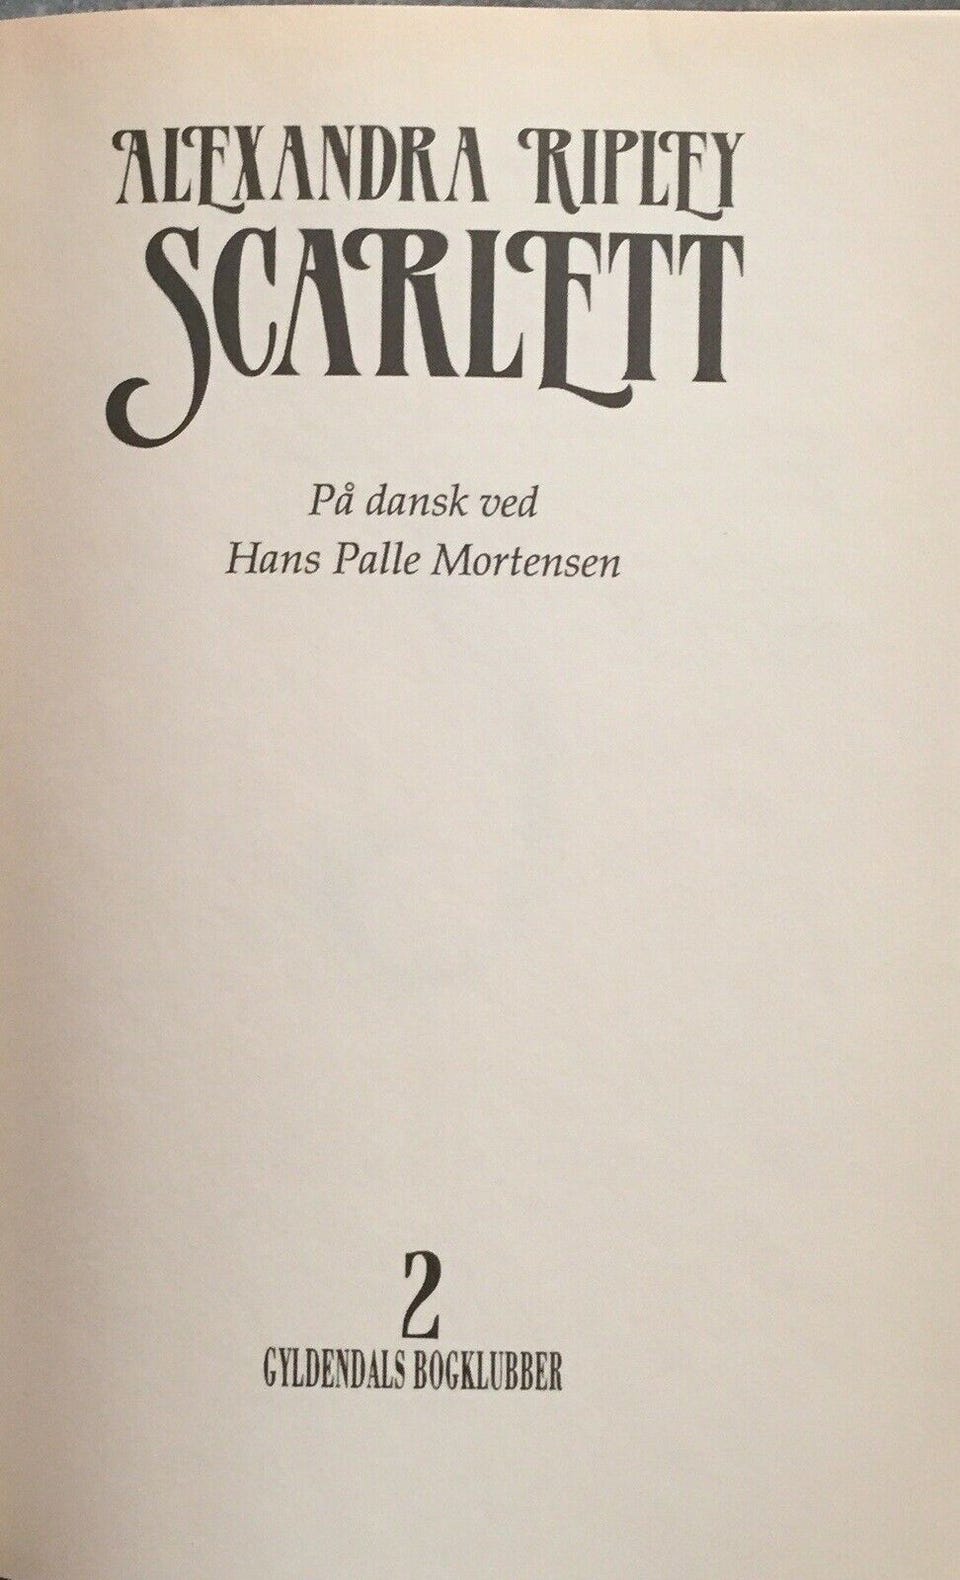 ALEXANDRA RIPLEY
SCARLETT
På dansk ved
Hans Palle Mortensen
2
GYLDENDALS BOGKLUBBER